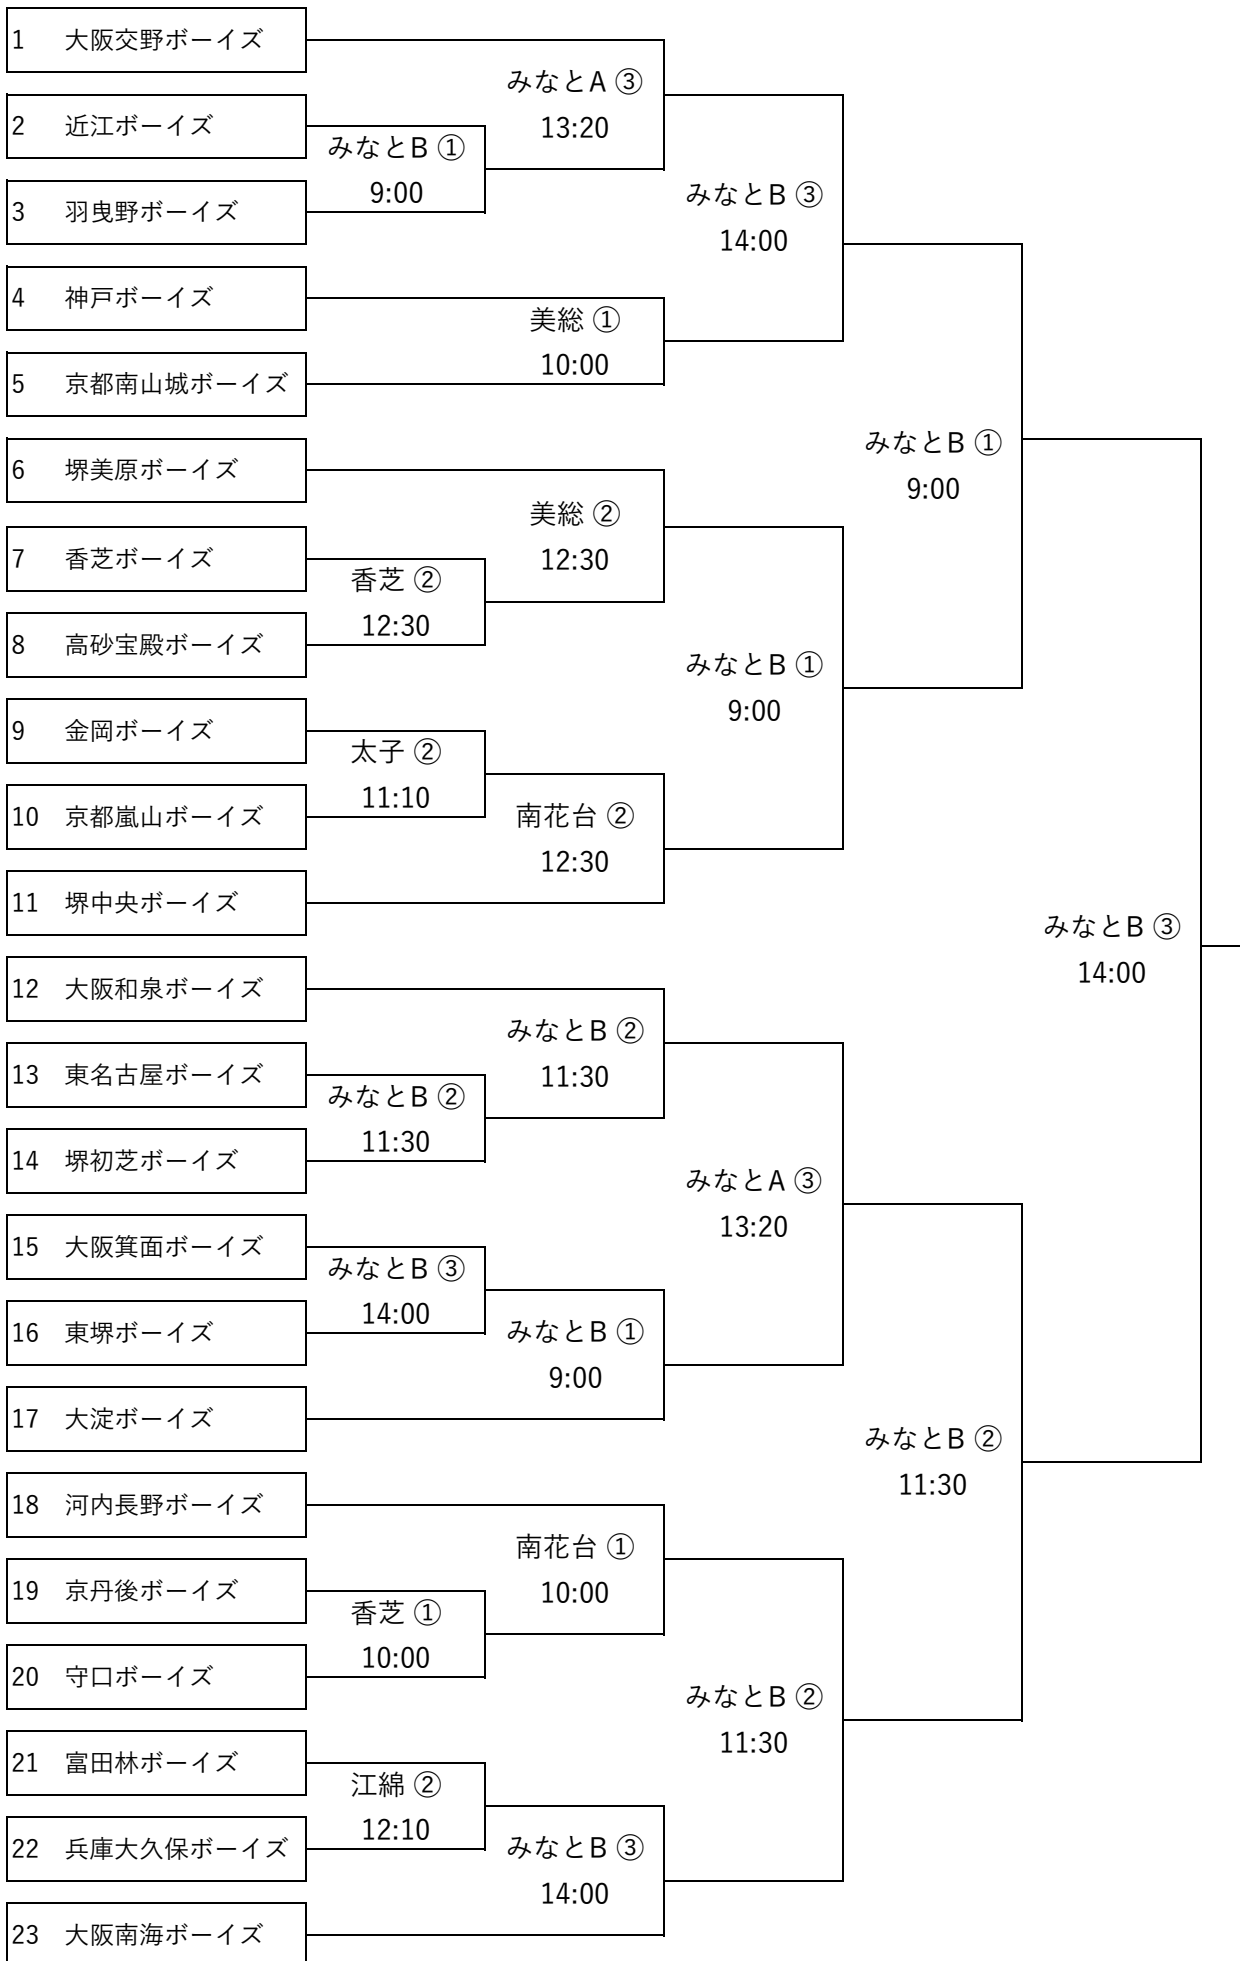 1 大阪交野ボーイズ
みなとA ③
2 近江ボーイズ
13:20
みなとB ①
9:00
みなとB ③
3 羽曳野ボーイズ
14:00
4 神戸ボーイズ
美総 ①
10:00
5 京都南山城ボーイズ
みなとB ①
6 堺美原ボーイズ
9:00
美総 ②
7 香芝ボーイズ
12:30
香芝 ②
12:30
8 高砂宝殿ボーイズ
みなとB ①
9:00
9 金岡ボーイズ
太子 ②
11:10
10 京都嵐山ボーイズ
南花台 ②
12:30
11 堺中央ボーイズ
みなとB ③
14:00
12 大阪和泉ボーイズ
みなとB ②
13 東名古屋ボーイズ
11:30
みなとB ②
11:30
14 堺初芝ボーイズ
みなとA ③
13:20
15 大阪箕面ボーイズ
みなとB ③
14:00
16 東堺ボーイズ
みなとB ①
9:00
17 大淀ボーイズ
みなとB ②
11:30
18 河内長野ボーイズ
南花台 ①
19 京丹後ボーイズ
10:00
香芝 ①
10:00
20 守口ボーイズ
みなとB ②
11:30
21 富田林ボーイズ
江綿 ②
12:10
22 兵庫大久保ボーイズ
みなとB ③
14:00
23 大阪南海ボーイズ